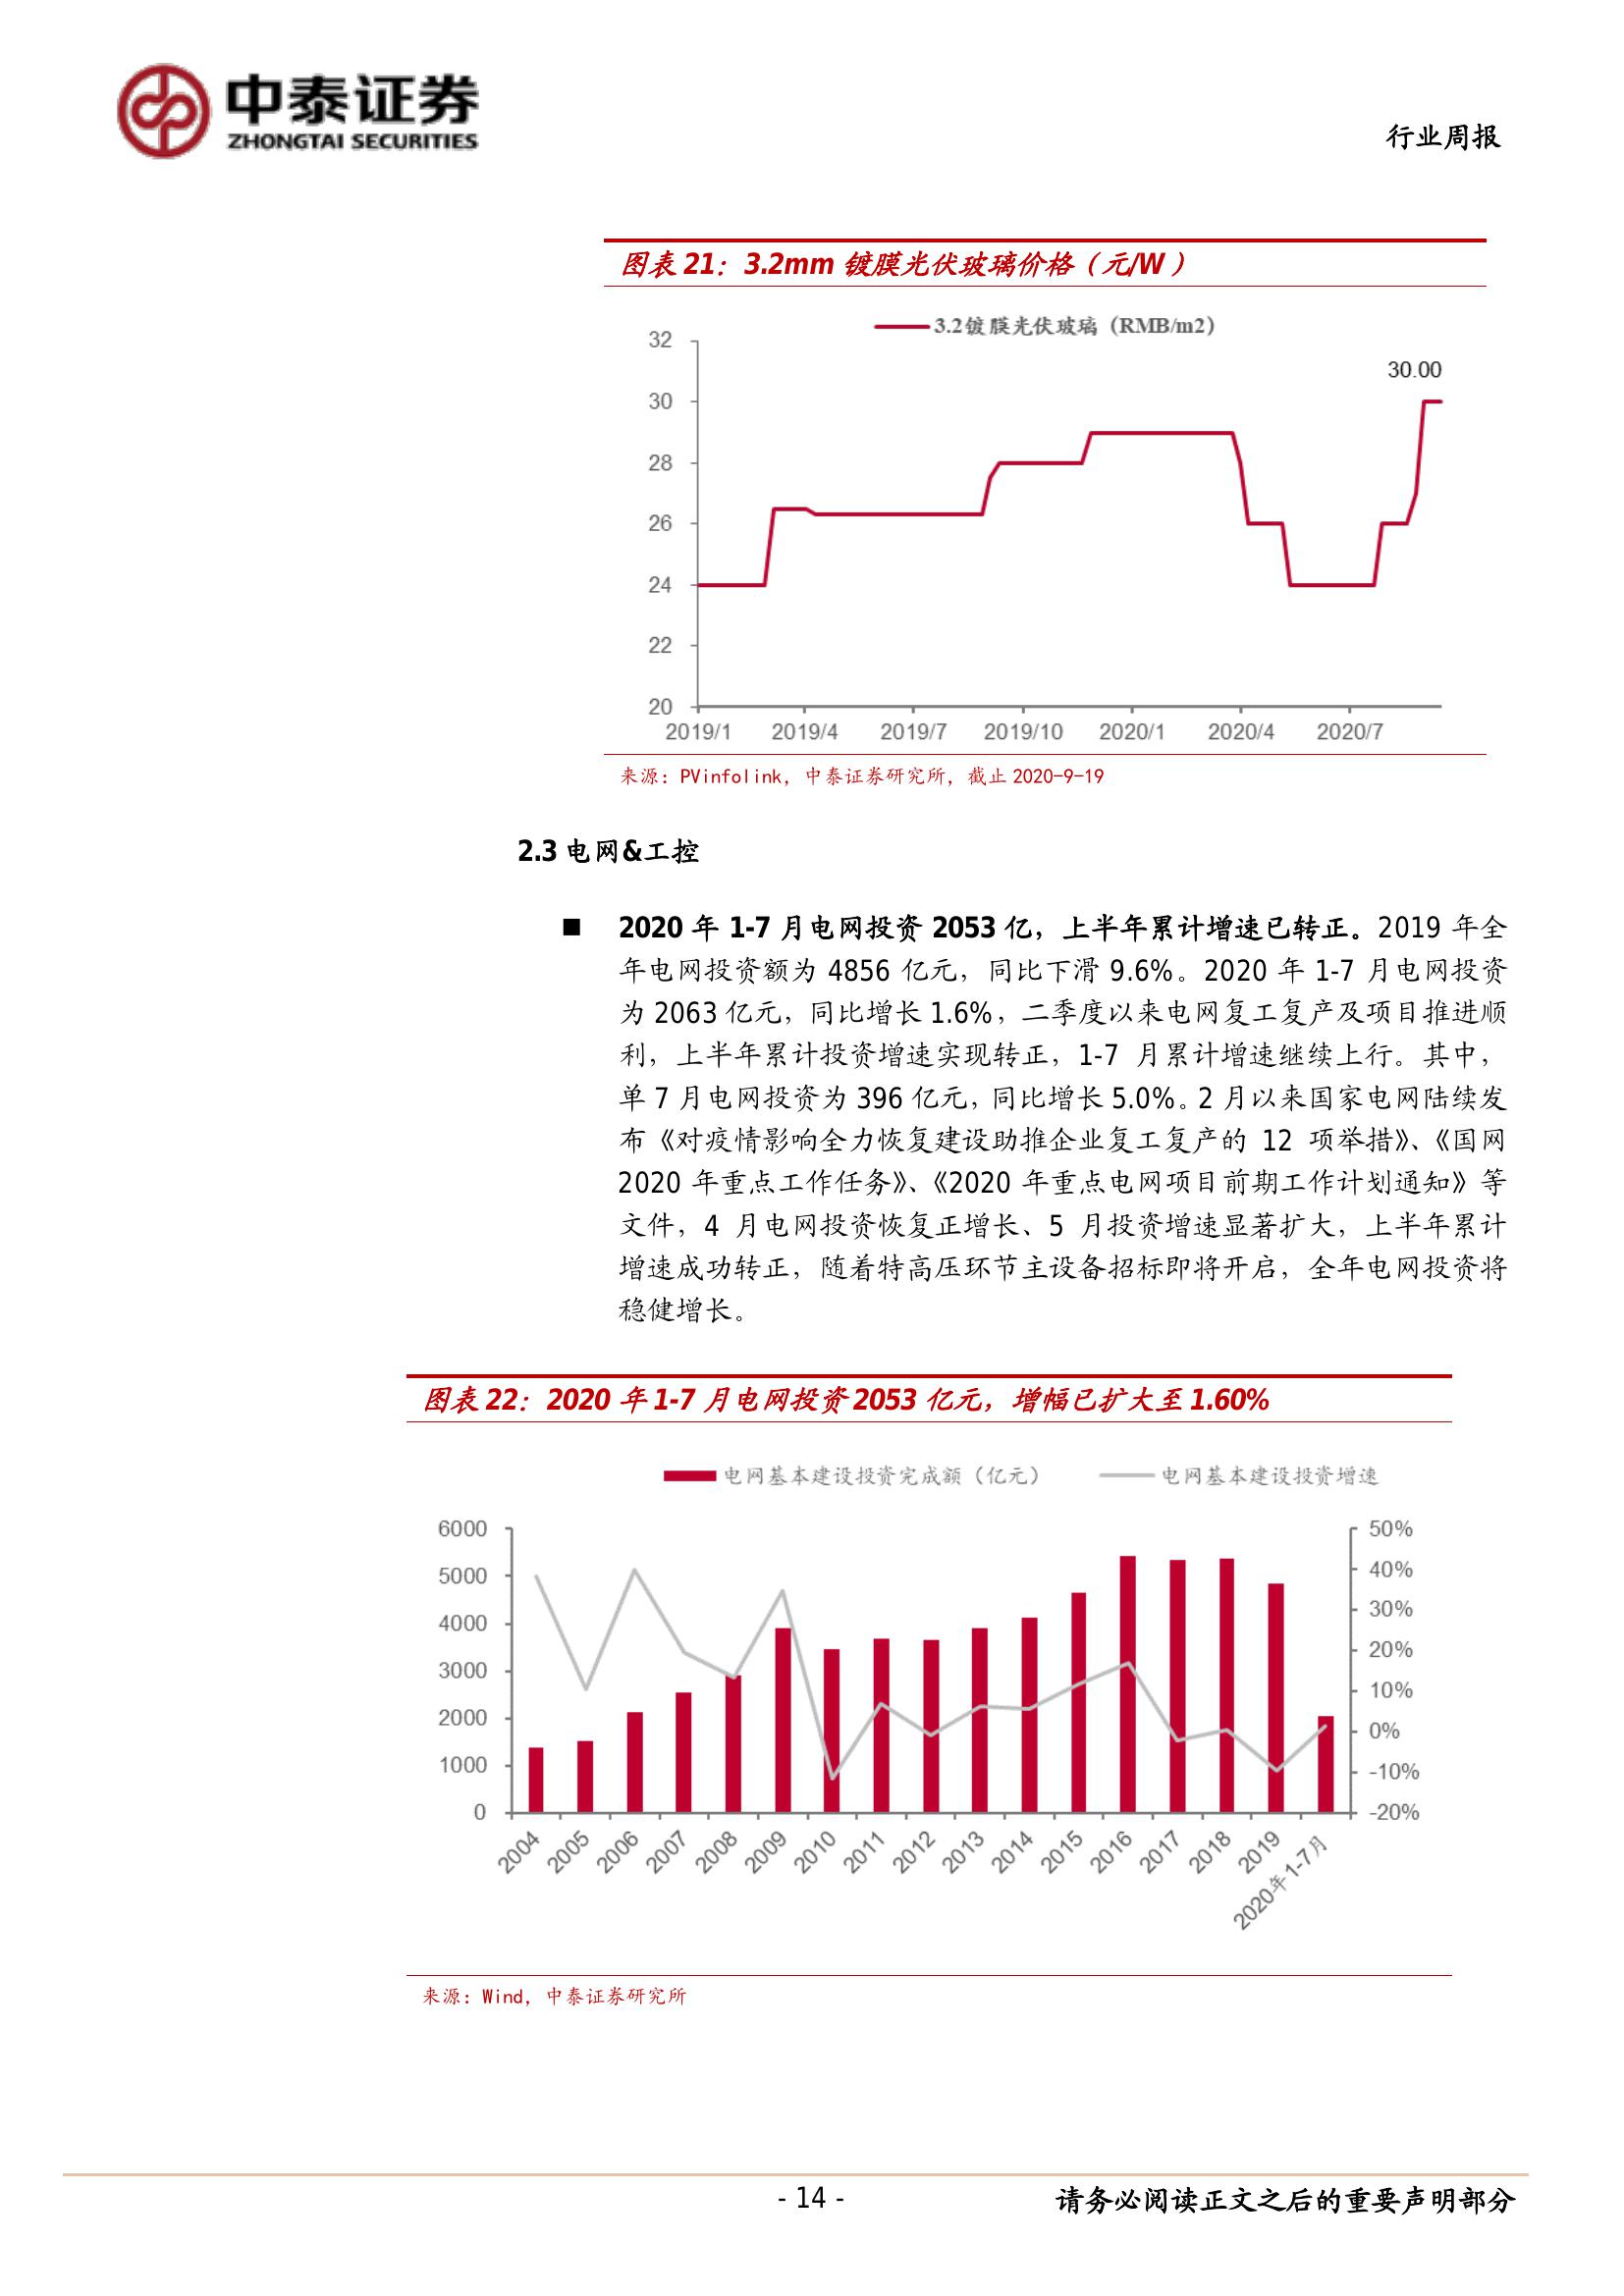 中泰证券
ZHONGTAI SECURITIES
行业周报
图表 21：3.2mm 镀膜光伏玻璃价格（元/W）
3.2镀膜光伏玻璃（RMB/m2）
32
30
28
26
24
22
20
30.00
2019/1 2019/4 2019/7 2019/10 2020/1 2020/4 2020/7
来源：PVinfolink，中泰证券研究所，截止 2020-9-19
2.3 电网&工控
■ 2020 年 1-7 月电网投资 2053 亿，上半年累计增速已转正。2019 年全
年电网投资额为 4856 亿元，同比下滑 9.6%。2020 年 1-7 月电网投资
为 2063 亿元，同比增长 1.6%，二季度以来电网复工复产及项目推进顺
利，上半年累计投资增速实现转正，1-7 月累计增速继续上行。其中，
单 7 月电网投资为 396 亿元，同比增长 5.0%。2 月以来国家电网陆续发
布《对疫情影响全力恢复建设助推企业复工复产的 12 项举措》、《国网
2020 年重点工作任务》、《2020 年重点电网项目前期工作计划通知》等
文件，4 月电网投资恢复正增长、5 月投资增速显著扩大，上半年累计
增速成功转正，随着特高压环节主设备招标即将开启，全年电网投资将
稳健增长。
图表 22：2020 年 1-7 月电网投资 2053 亿元，增幅已扩大至 1.60%
电网基本建设投资完成额（亿元） 电网基本建设投资增速
6000
5000
4000
3000
2000
1000
0
50%
40%
30%
20%
10%
0%
-10%
-20%
2004 2005 2006 2007 2008 2009 2010 2011 2012 2013 2014 2015 2016 2017 2018 2019 2020年1-7月
来源：Wind，中泰证券研究所
- 14 -
请务必阅读正文之后的重要声明部分